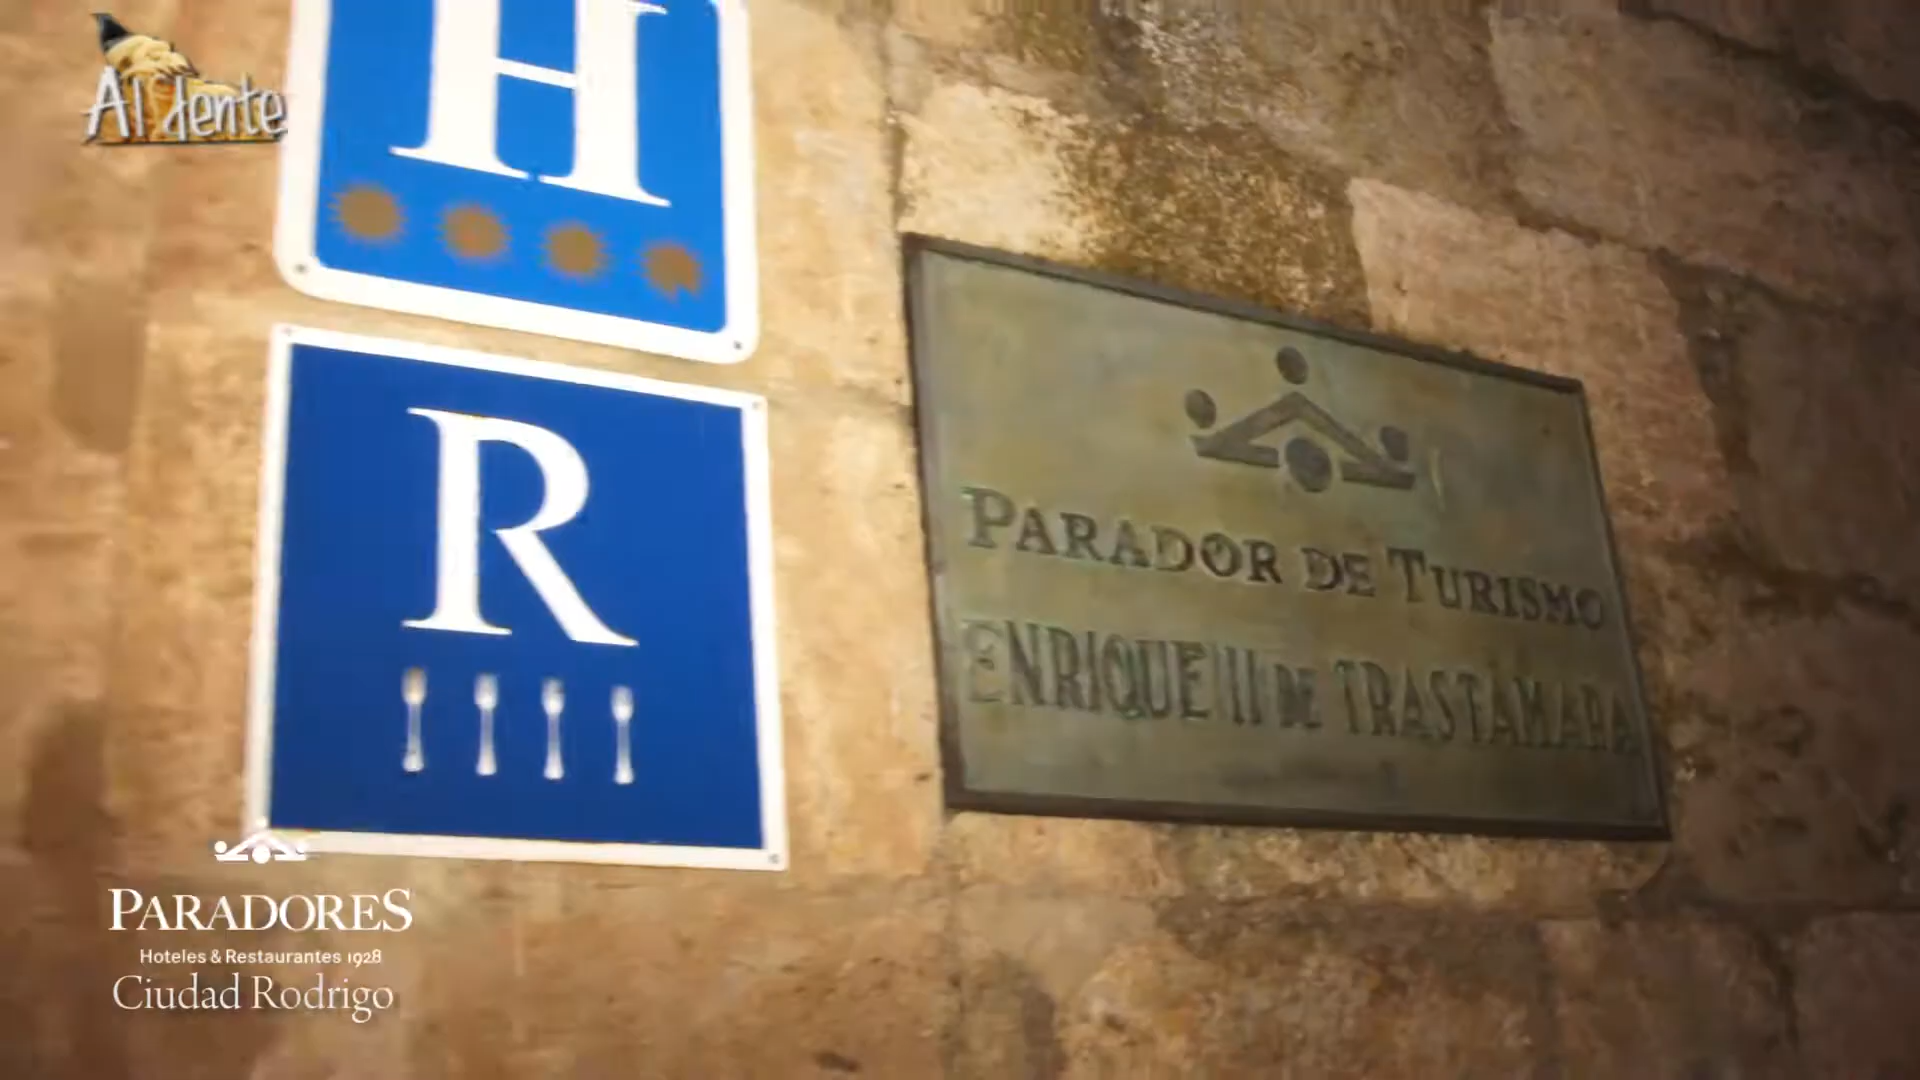 Al dente
H
R
PARADOR DE TURISMO
ENRIQUE II DE TRASTAMARA
PARADORES
Hoteles & Restaurantes 1928
Ciudad Rodrigo